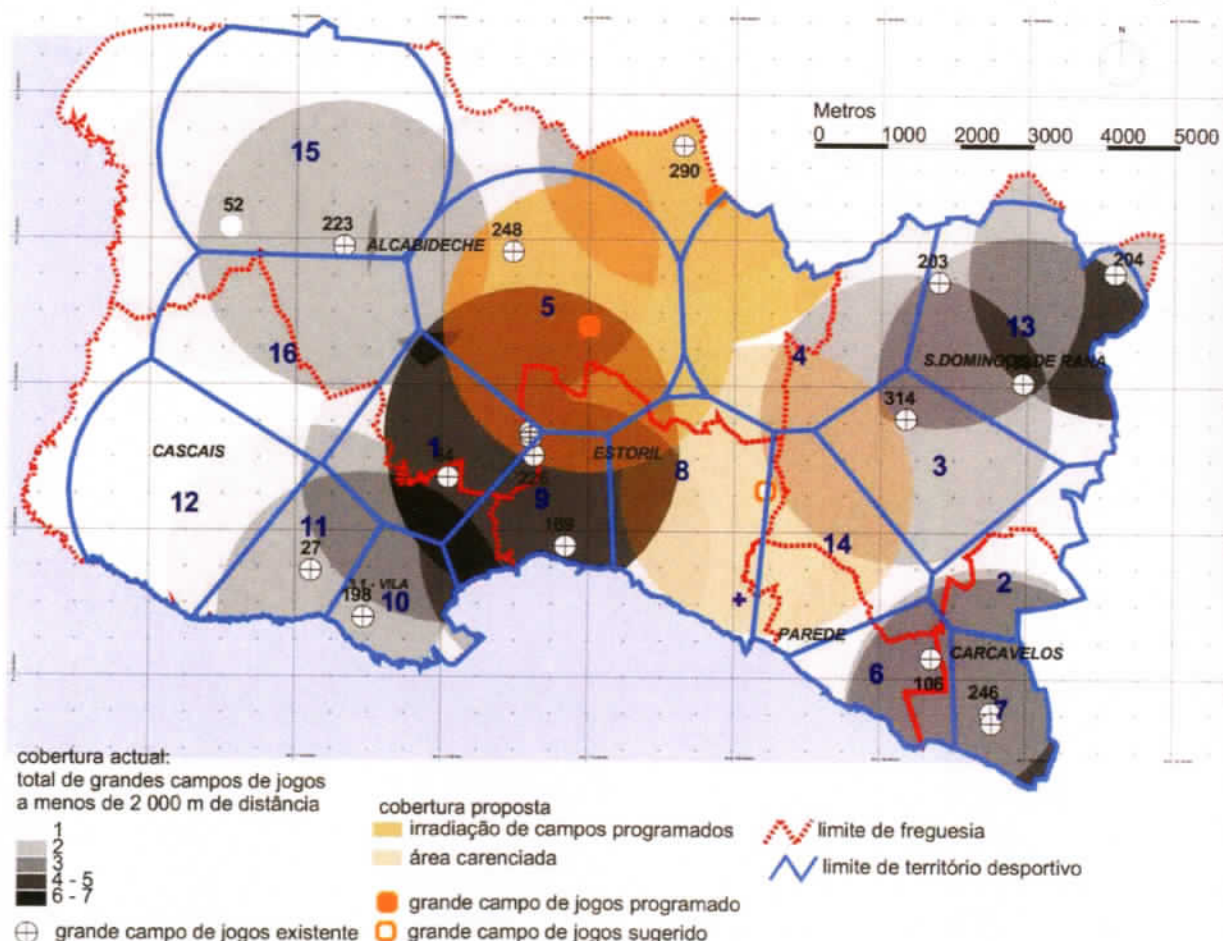 N
Metros
0 1000 2000 3000 4000 5000
290
15
52
223
ALCABIDECHE
248
203
204
5
13
4
S.DOMINGOS DE RANA
16
314
CASCAIS
1
ESTORIL
8
3
12
226
9
11
169
14
27
VILA
198
10
2
PAREDE
CARCAVELOS
6
106
246
7
cobertura actual:
total de grandes campos de jogos
a menos de 2 000 m de distância
1
2
3
4 - 5
6 - 7
grande campo de jogos existente
cobertura proposta
irradiação de campos programados
área carenciada
grande campo de jogos programado
grande campo de jogos sugerido
limite de freguesia
limite de território desportivo